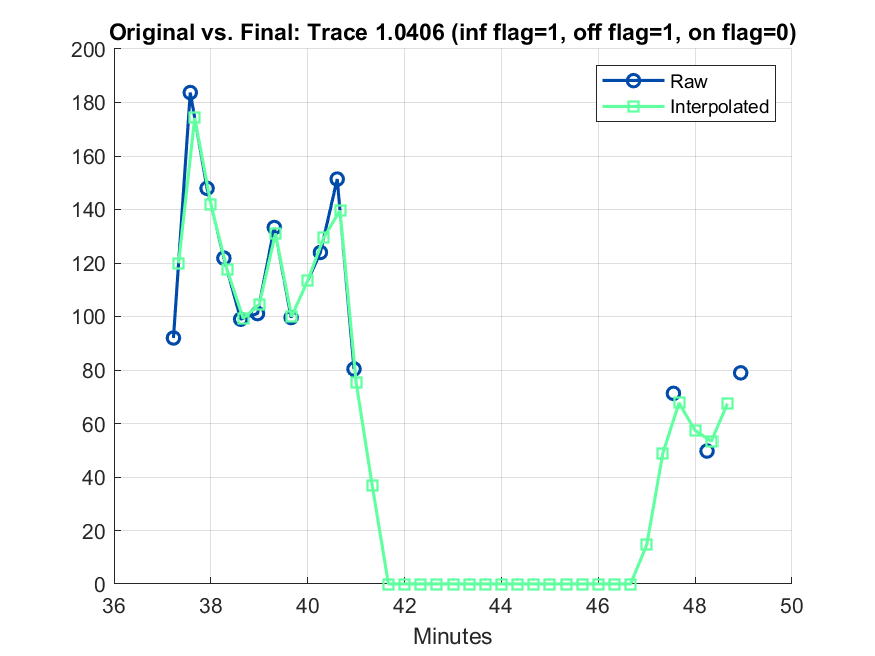 Original vs. Final: Trace 1.0406 (inf flag=1, off flag=1, on flag=0)
200
180
160
140
120
100
80
60
40
20
0
Raw
Interpolated
36 38 40 42 44 46 48 50
Minutes